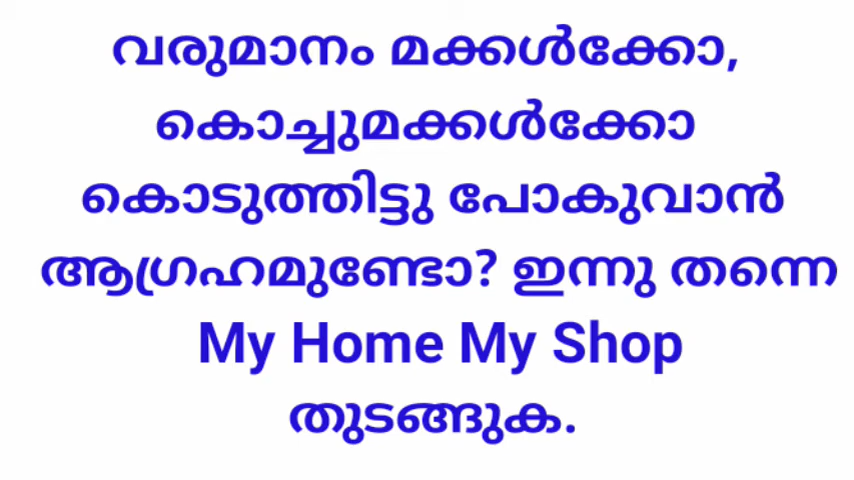 വരുമാനം മക്കൾക്കോ,
കൊച്ചുമക്കൾക്കോ
കൊടുത്തിട്ടു പോകുവാൻ
ആഗ്രഹമുണ്ടോ? ഇന്നു തന്നെ
My Home My Shop
തുടങ്ങുക.